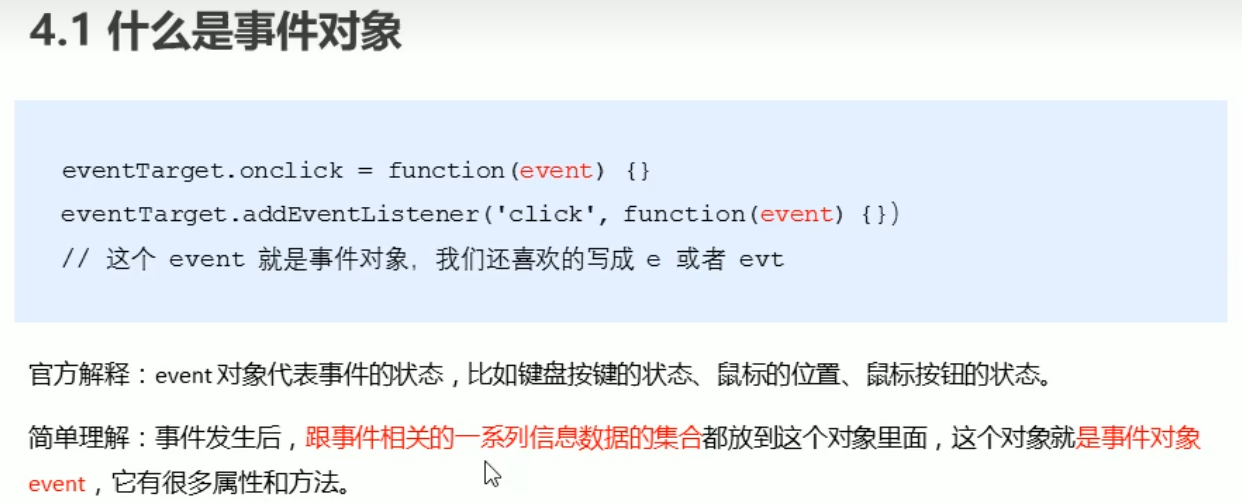 4.1 什么是事件对象
eventTarget.onclick = function(event) {}
eventTarget.addEventListener('click', function(event) {})
// 这个 event 就是事件对象，我们还喜欢的写成 e 或者 evt
官方解释：event 对象代表事件的状态，比如键盘按键的状态、鼠标的位置、鼠标按钮的状态。
简单理解：事件发生后，跟事件相关的一系列信息数据的集合都放到这个对象里面，这个对象就是事件对象
event，它有很多属性和方法。